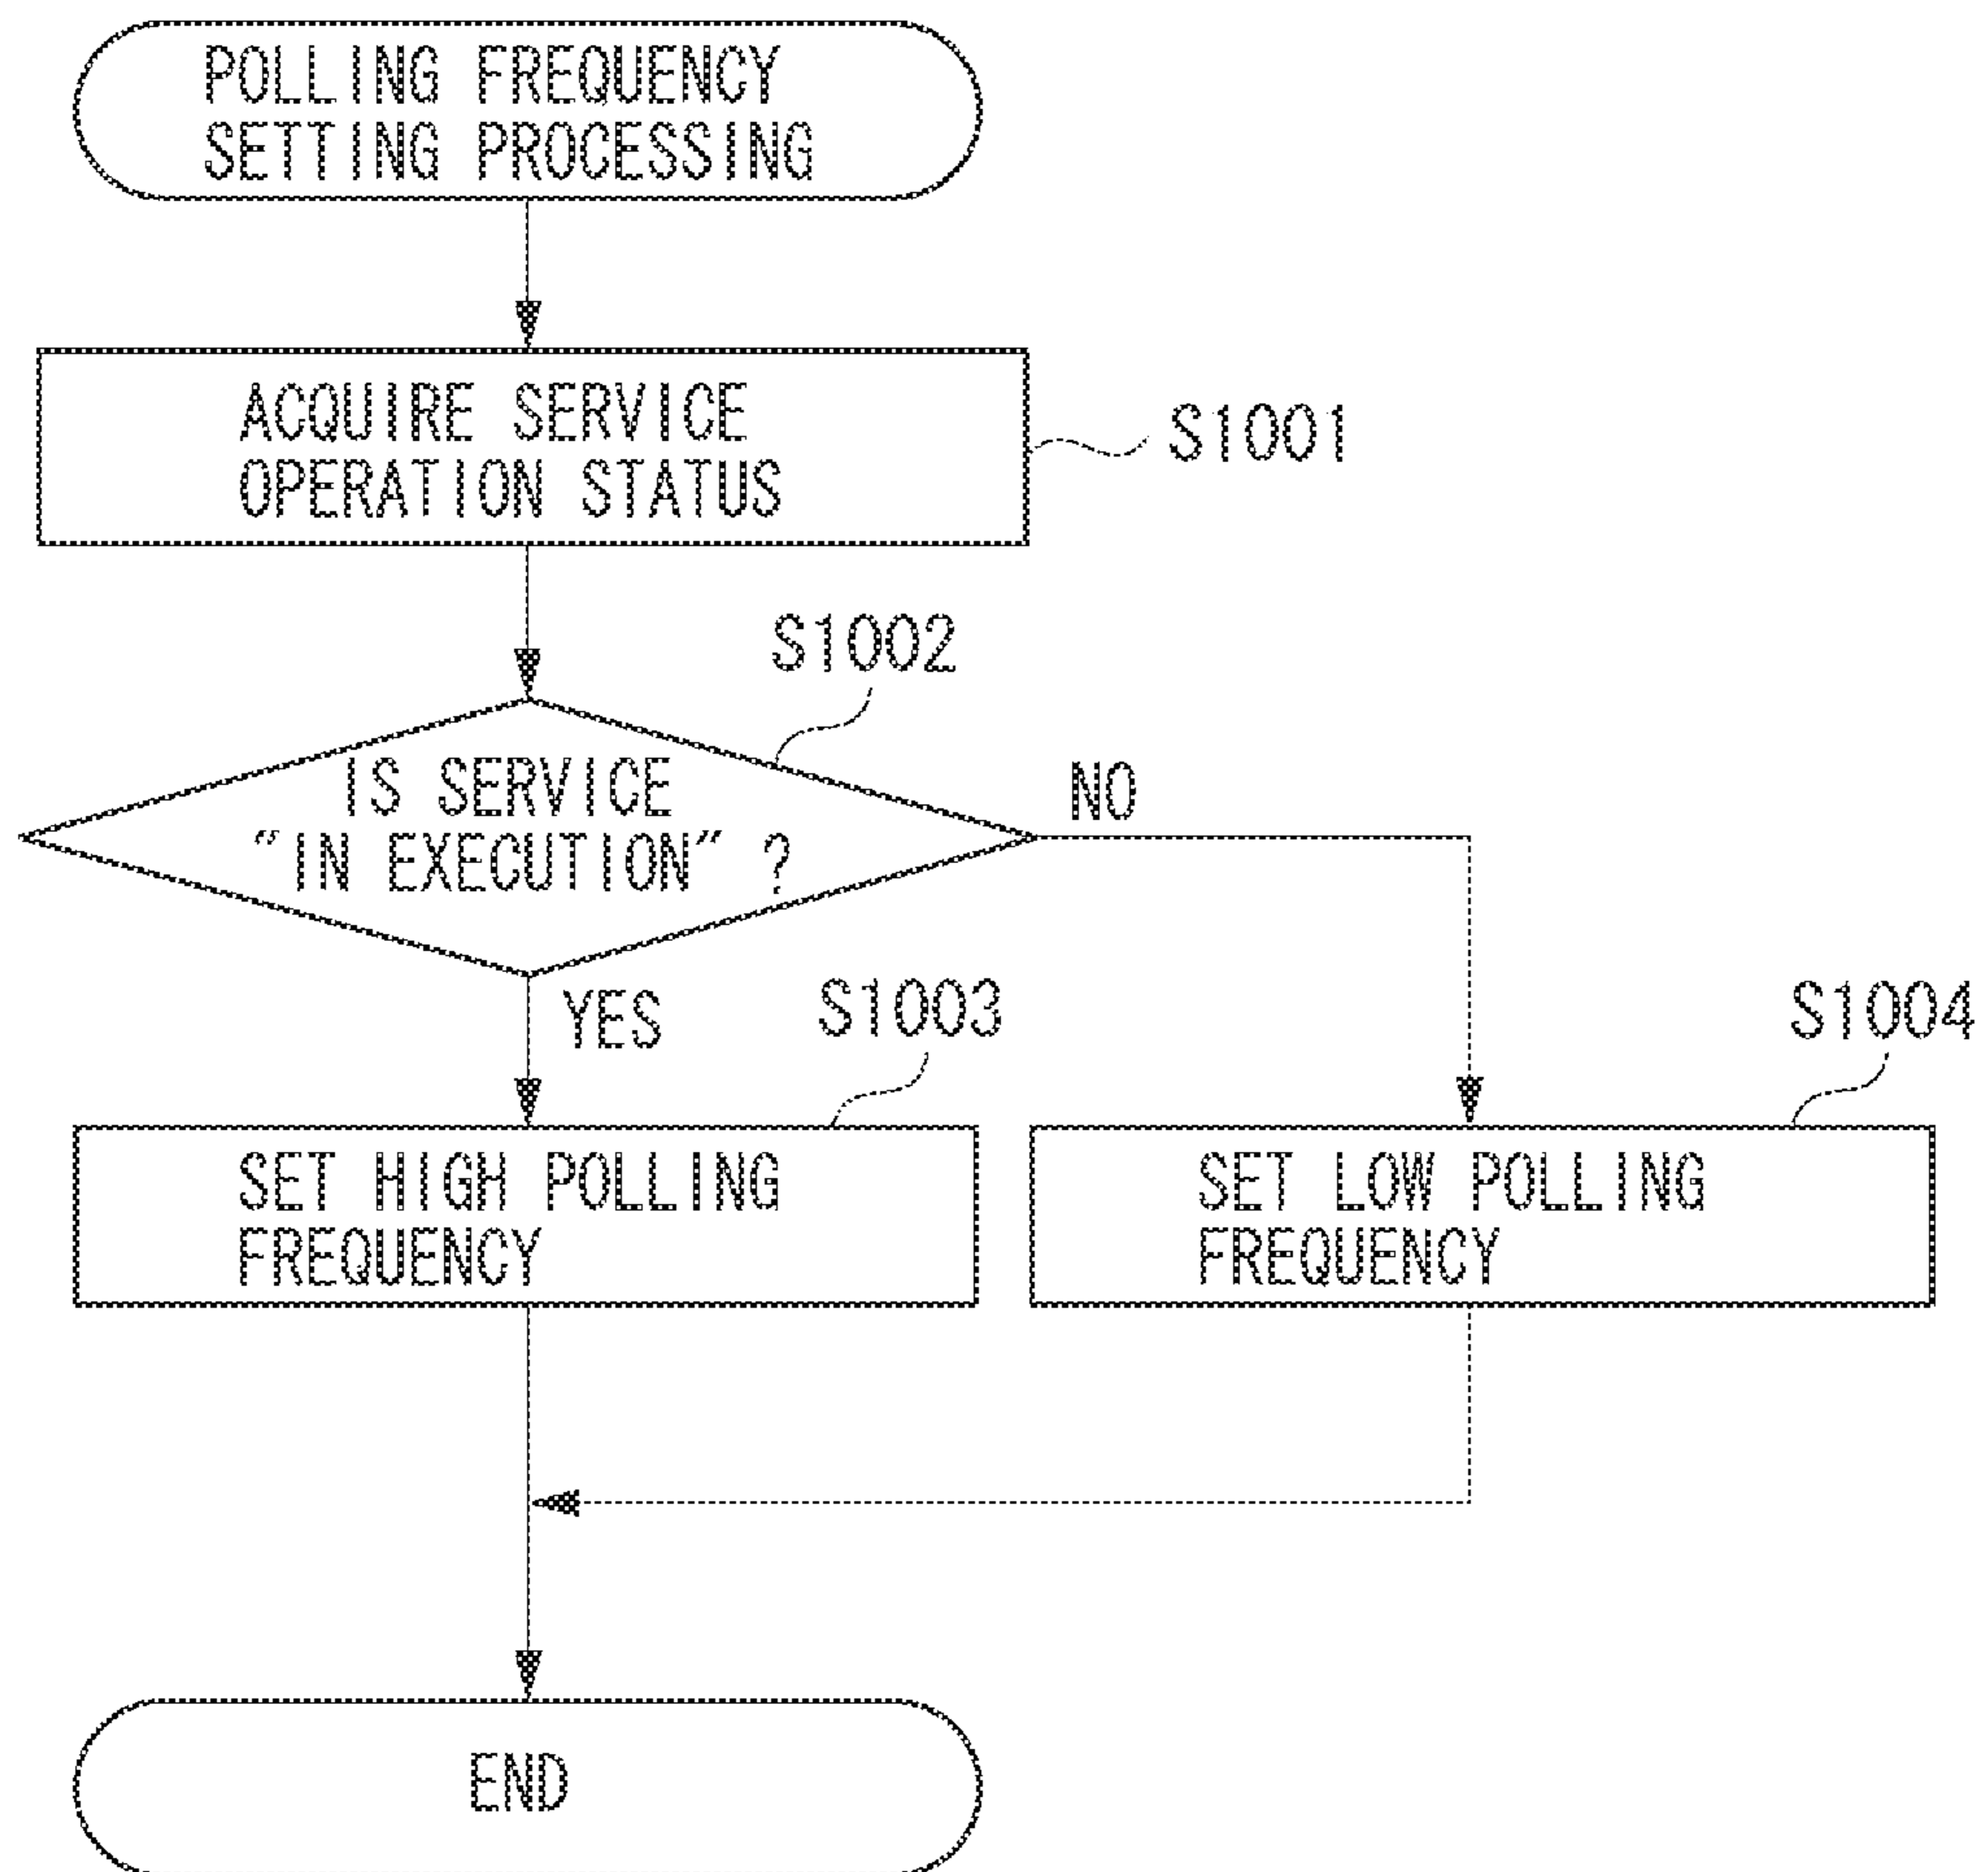 POLLING FREQUENCY
SETTING PROCESSING
ACQUIRE SERVICE
OPERATION STATUS
S1001
S1002
IS SERVICE
"IN EXECUTION" ?
NO
YES
S1003
S1004
SET HIGH POLLING
FREQUENCY
SET LOW POLLING
FREQUENCY
END